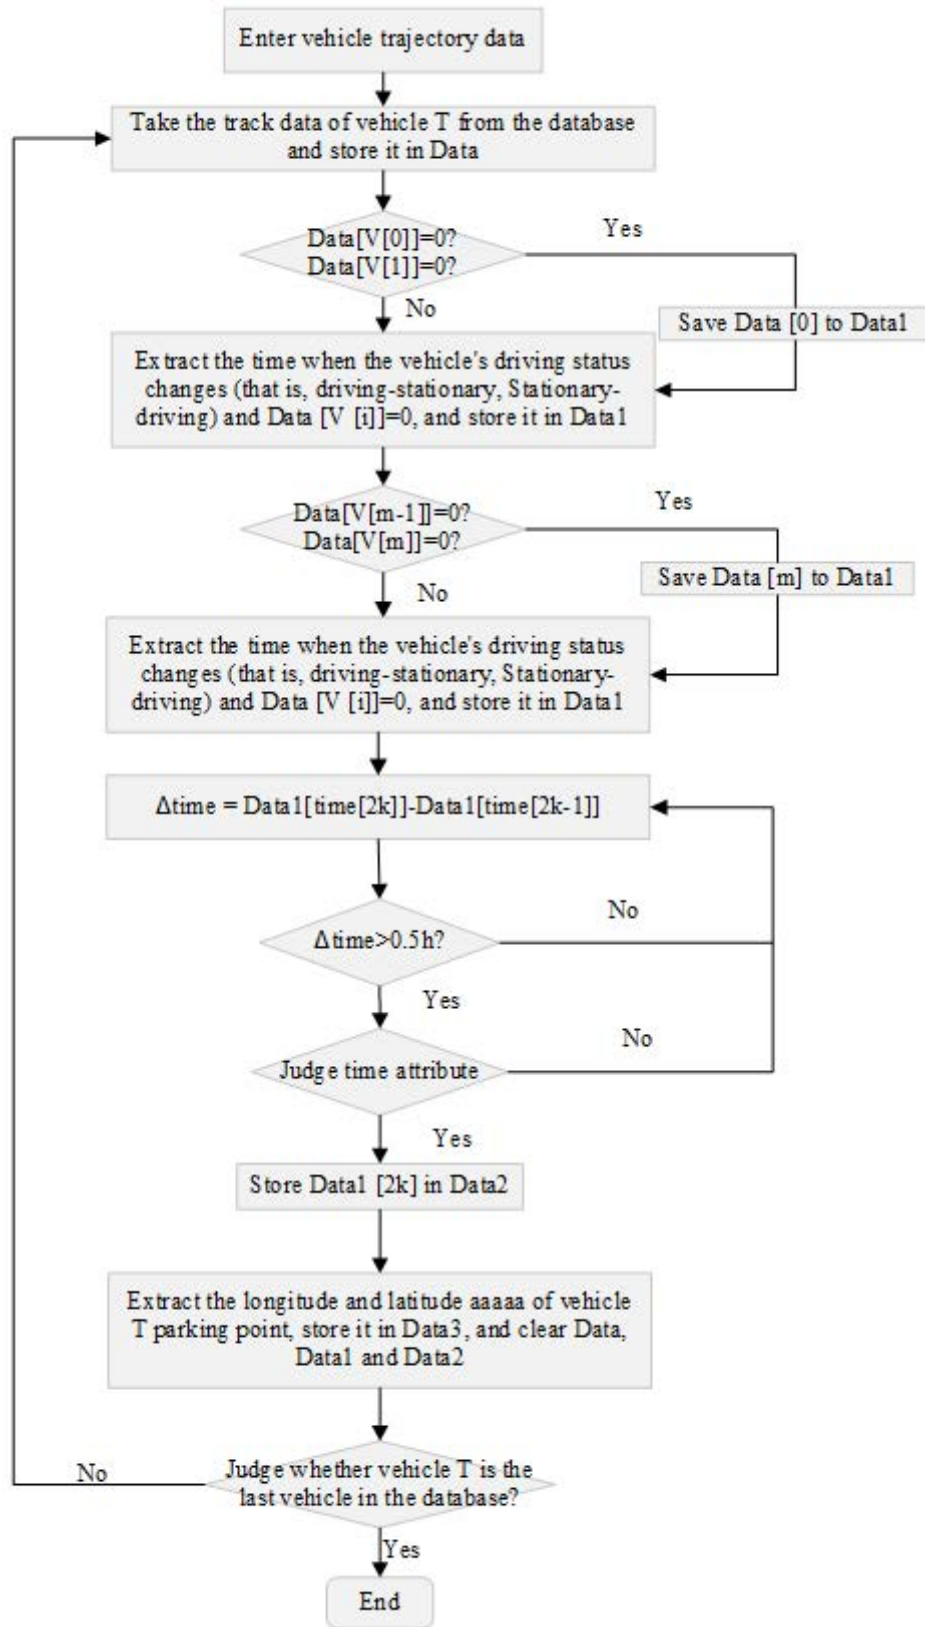 Enter vehicle trajectory data
Take the track data of vehicle T from the database
and store it in Data
Data[V[0]]=0?
Data[V[1]]=0?
Yes
No
Save Data [0] to Data1
Extract the time when the vehicle's driving status
changes (that is, driving-stationary, Stationary-
driving) and Data [V [i]]=0, and store it in Data1
Data[V[m-1]]=0?
Data[V[m]]=0?
Yes
No
Save Data [m] to Data1
Extract the time when the vehicle's driving status
changes (that is, driving-stationary, Stationary-
driving) and Data [V [i]]=0, and store it in Data1
Δtime = Data1[time[2k]]-Data1[time[2k-1]]
Δtime>0.5h?
No
Yes
Judge time attribute
No
Yes
Store Data1 [2k] in Data2
Extract the longitude and latitude aaaaa of vehicle
T parking point, store it in Data3, and clear Data,
Data1 and Data2
Judge whether vehicle T is the
last vehicle in the database?
No
Yes
End